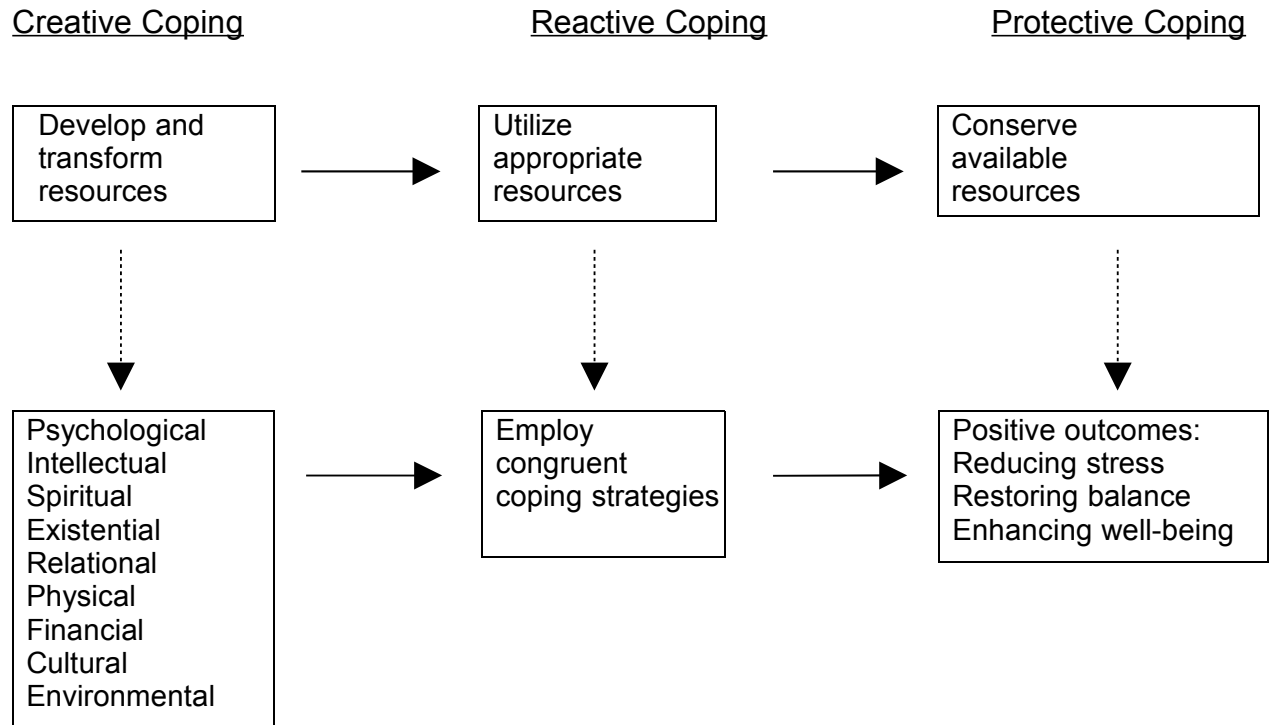 Creative Coping
Reactive Coping
Protective Coping
Develop and
transform
resources
Utilize
appropriate
resources
Conserve
available
resources
Psychological
Intellectual
Spiritual
Existential
Relational
Physical
Financial
Cultural
Environmental
Employ
congruent
coping strategies
Positive outcomes:
Reducing stress
Restoring balance
Enhancing well-being